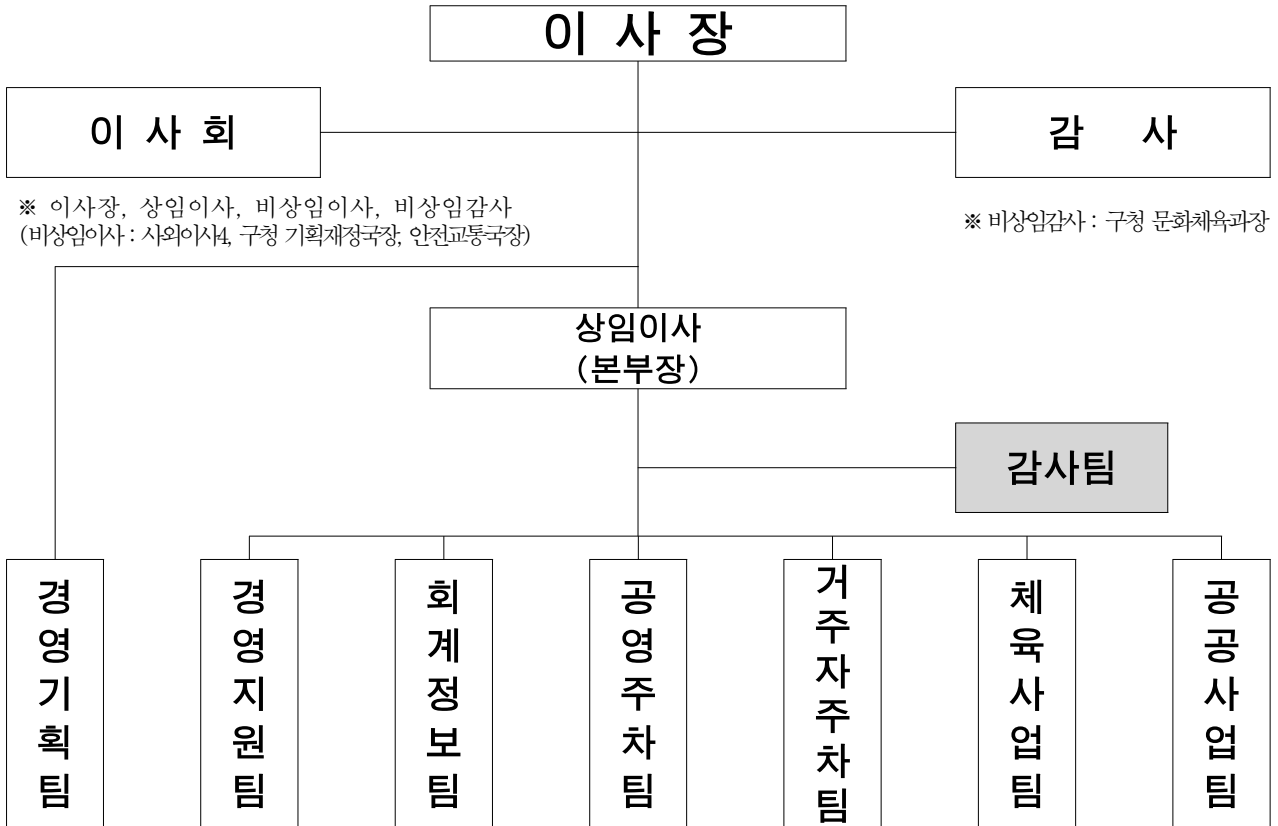 이 사 장
이 사 회
감 사
※ 이사장, 상임이사, 비상임이사, 비상임감사
(비상임이사 : 사외이사4, 구청 기획재정국장, 안전교통국장)
※ 비상임감사 : 구청 문화체육과장
상임이사
(본부장)
감사팀
경영기획팀
경영지원팀
회계정보팀
공영주차팀
거주자주차팀
체육사업팀
공공사업팀